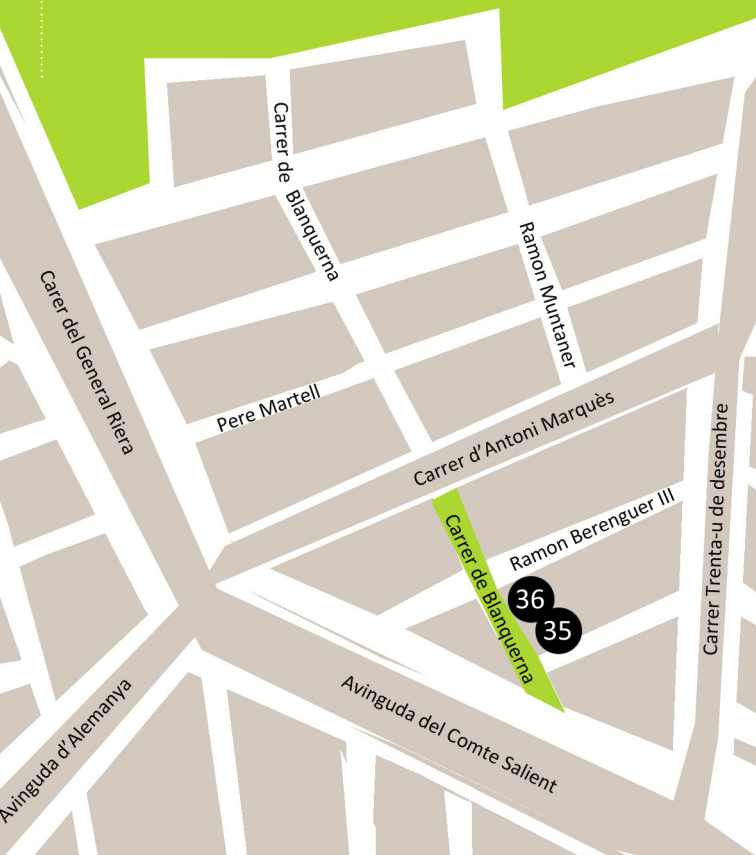 Carrer de Blanquerna
Ramon Muntaner
Carer del General Riera
Pere Martell
Carrer d'Antoni Marquès
Carrer Trenta-u de desembre
Ramon Berenguer III
Carrer de Blanquerna
36
35
Avinguda del Comte Salient
Avinguda d'Alemanya